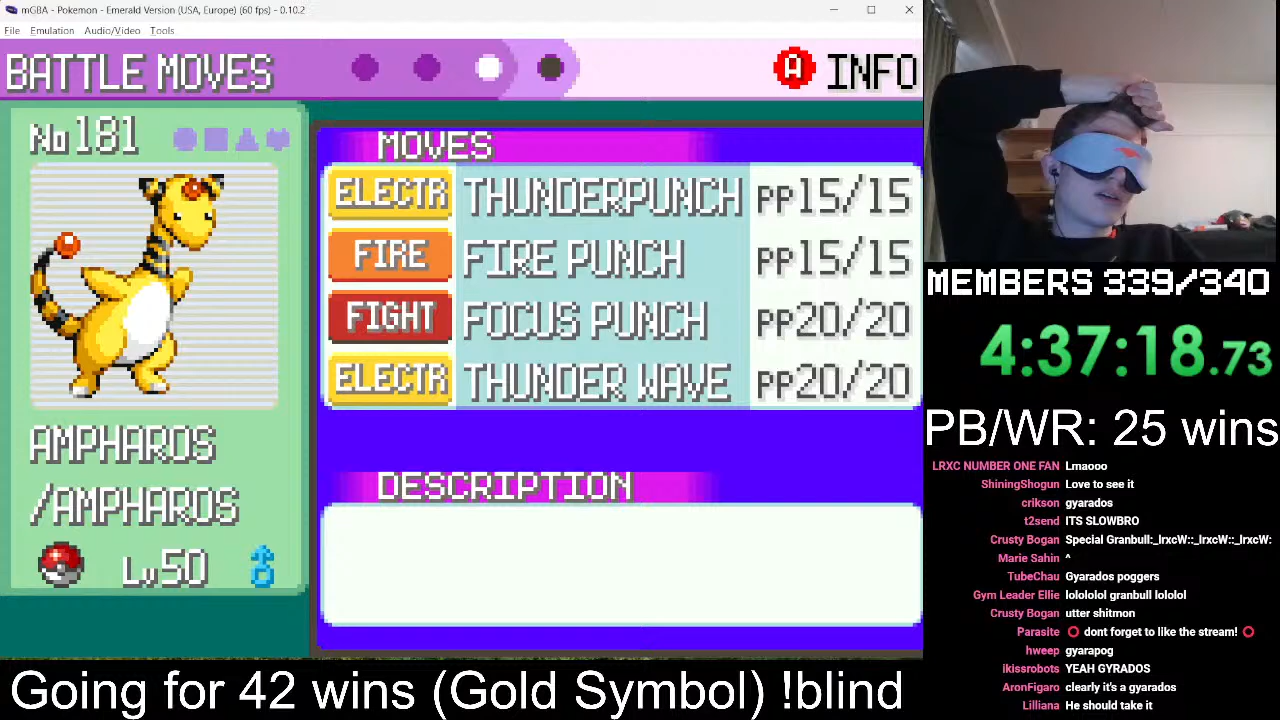 mGBA - Pokemon - Emerald Version (USA, Europe) (60 fps) - 0.10.2
File Emulation Audio/Video Tools
BATTLE MOVES
A INFO
No 181
MOVES
ELECTR THUNDERPUNCH PP15/15
FIRE FIRE PUNCH PP15/15
FIGHT FOCUS PUNCH PP20/20
ELECTR THUNDER WAVE PP20/20
AMPHAROS
/AMPHAROS
Lv50 ♂
DESCRIPTION
MEMBERS 339/340
4:37:18.73
PB/WR: 25 wins
LRXC NUMBER ONE FAN Lmaooo
ShiningShogun Love to see it
crikson gyarados
t2send ITS SLOWBRO
Crusty Bogan Special Granbull:_lrxcW::_lrxcW::_lrxcW:
Marie Sahin ^
TubeChau Gyarados poggers
Gym Leader Ellie lolololol granbull lololol
Crusty Bogan utter shitmon
Parasite ⭕ dont forget to like the stream! ⭕
hweep gyarapog
ikissrobots YEAH GYRADOS
AronFigaro clearly it's a gyarados
Lilliana He should take it
Going for 42 wins (Gold Symbol) !blind